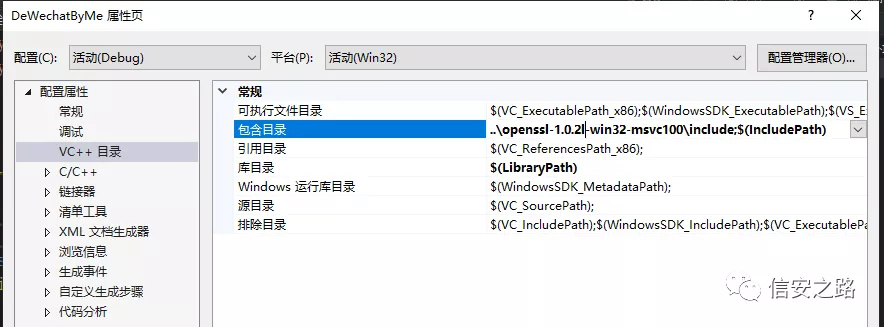 DeWechatByMe 属性页
配置(C): 活动(Debug) 平台(P): 活动(Win32) 配置管理器(O)...
配置属性
常规
调试
VC++ 目录
C/C++
链接器
清单工具
XML 文档生成器
浏览信息
生成事件
自定义生成步骤
代码分析
常规
可执行文件目录 $(VC_ExecutablePath_x86);$(WindowsSDK_ExecutablePath);$(VS_E
包含目录 ..\openssl-1.0.2l-win32-msvc100\include;$(IncludePath)
引用目录 $(VC_ReferencesPath_x86);
库目录 $(LibraryPath)
Windows 运行库目录 $(WindowsSDK_MetadataPath);
源目录 $(VC_SourcePath);
排除目录 $(VC_IncludePath);$(WindowsSDK_IncludePath);$(VC_ExecutablePa
信安之路